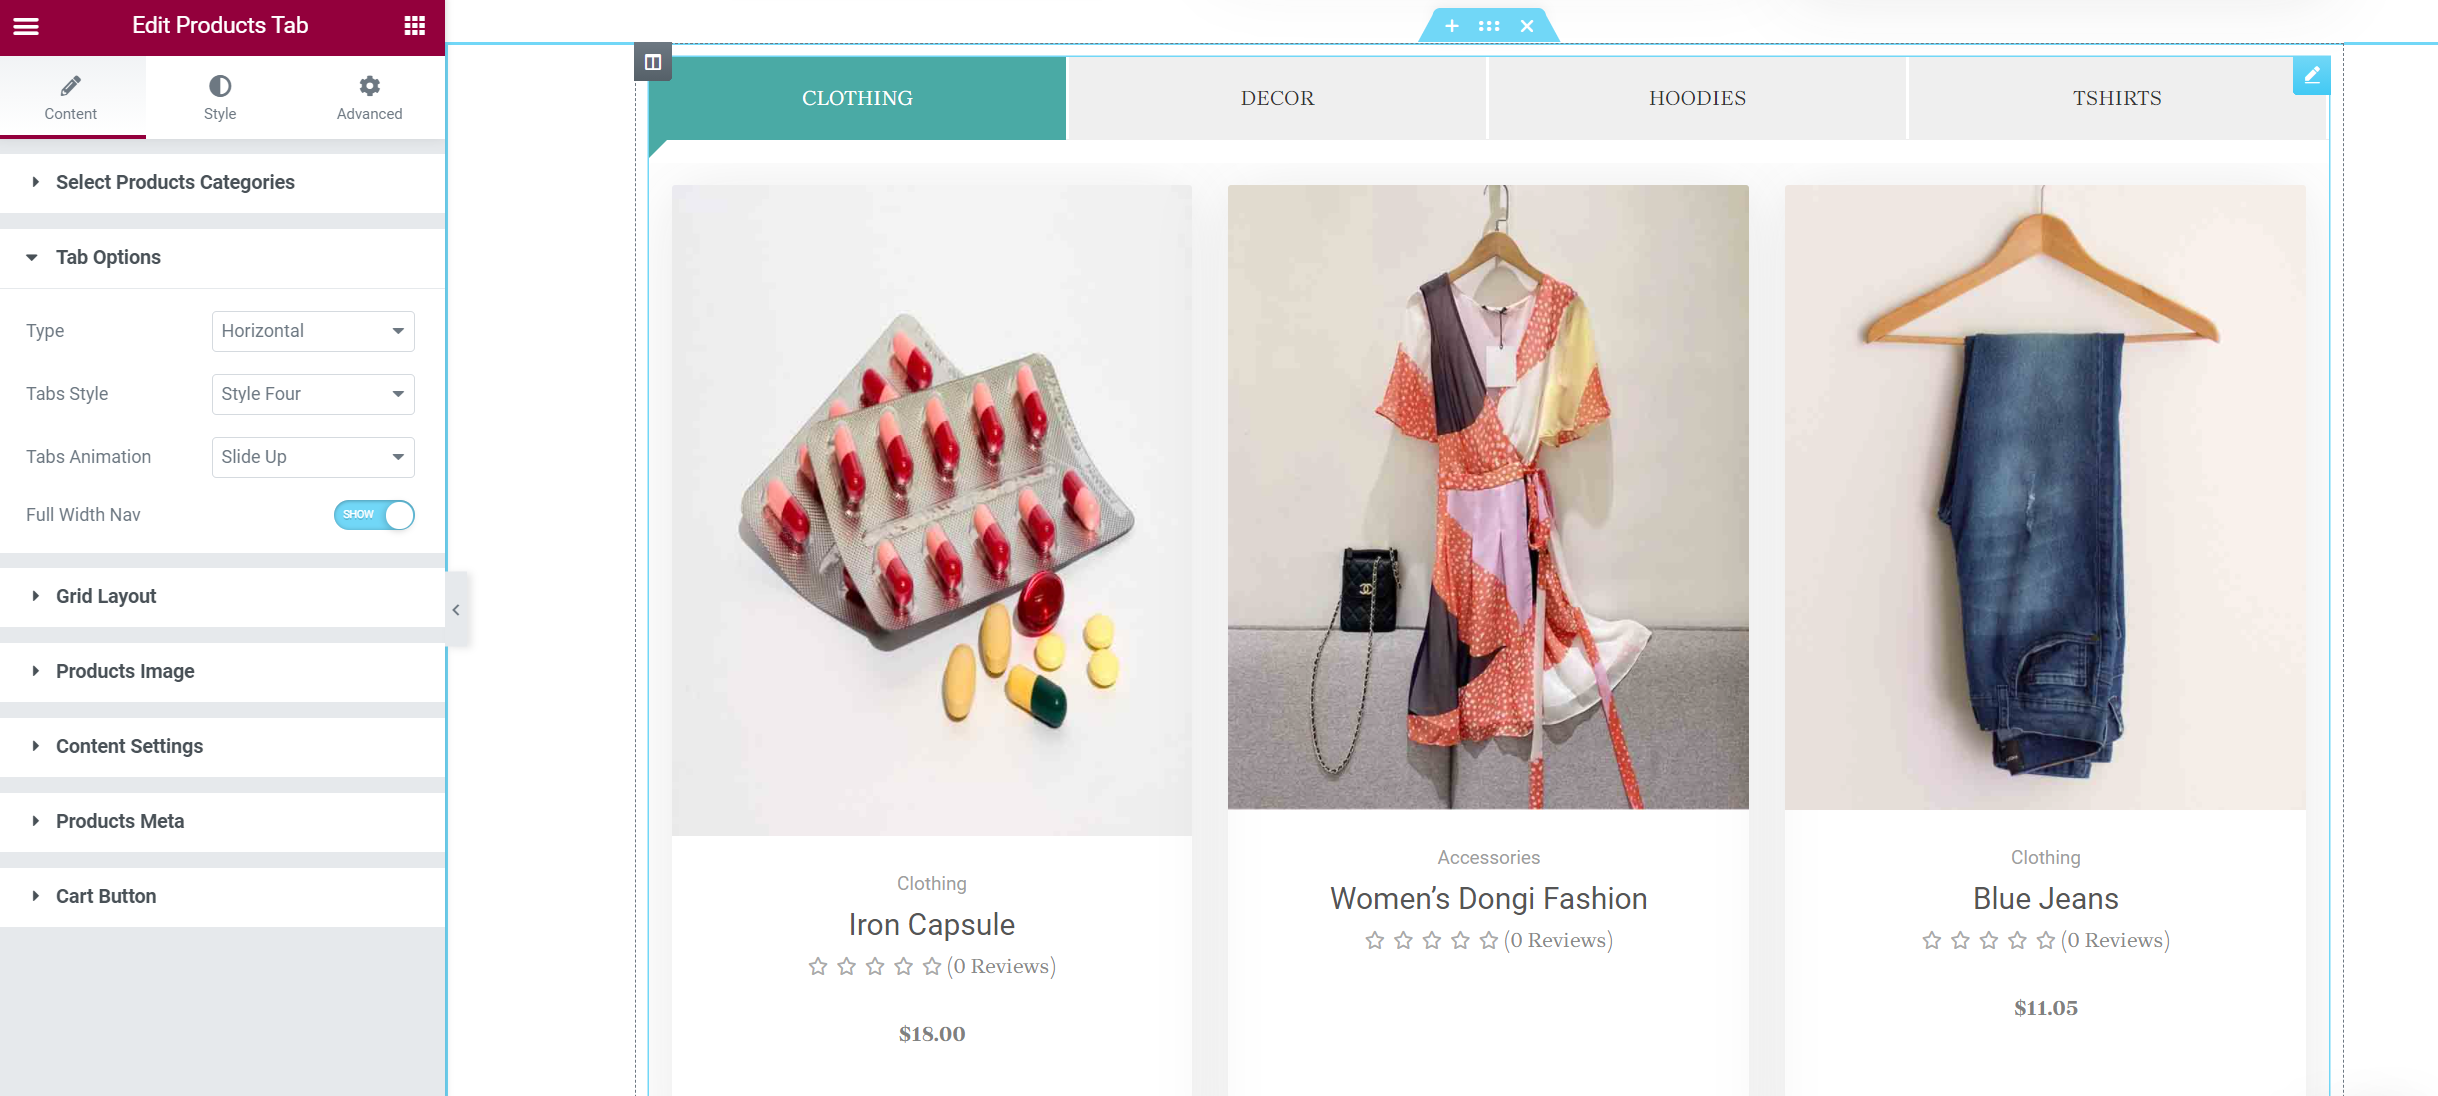 Edit Products Tab
Content
Style
Advanced
Select Products Categories
Tab Options
Type
Horizontal
Tabs Style
Style Four
Tabs Animation
Slide Up
Full Width Nav
SHOW
Grid Layout
Products Image
Content Settings
Products Meta
Cart Button
CLOTHING
DECOR
HOODIES
TSHIRTS
Clothing
Iron Capsule
(0 Reviews)
$18.00
Accessories
Women’s Dongi Fashion
(0 Reviews)
Clothing
Blue Jeans
(0 Reviews)
$11.05